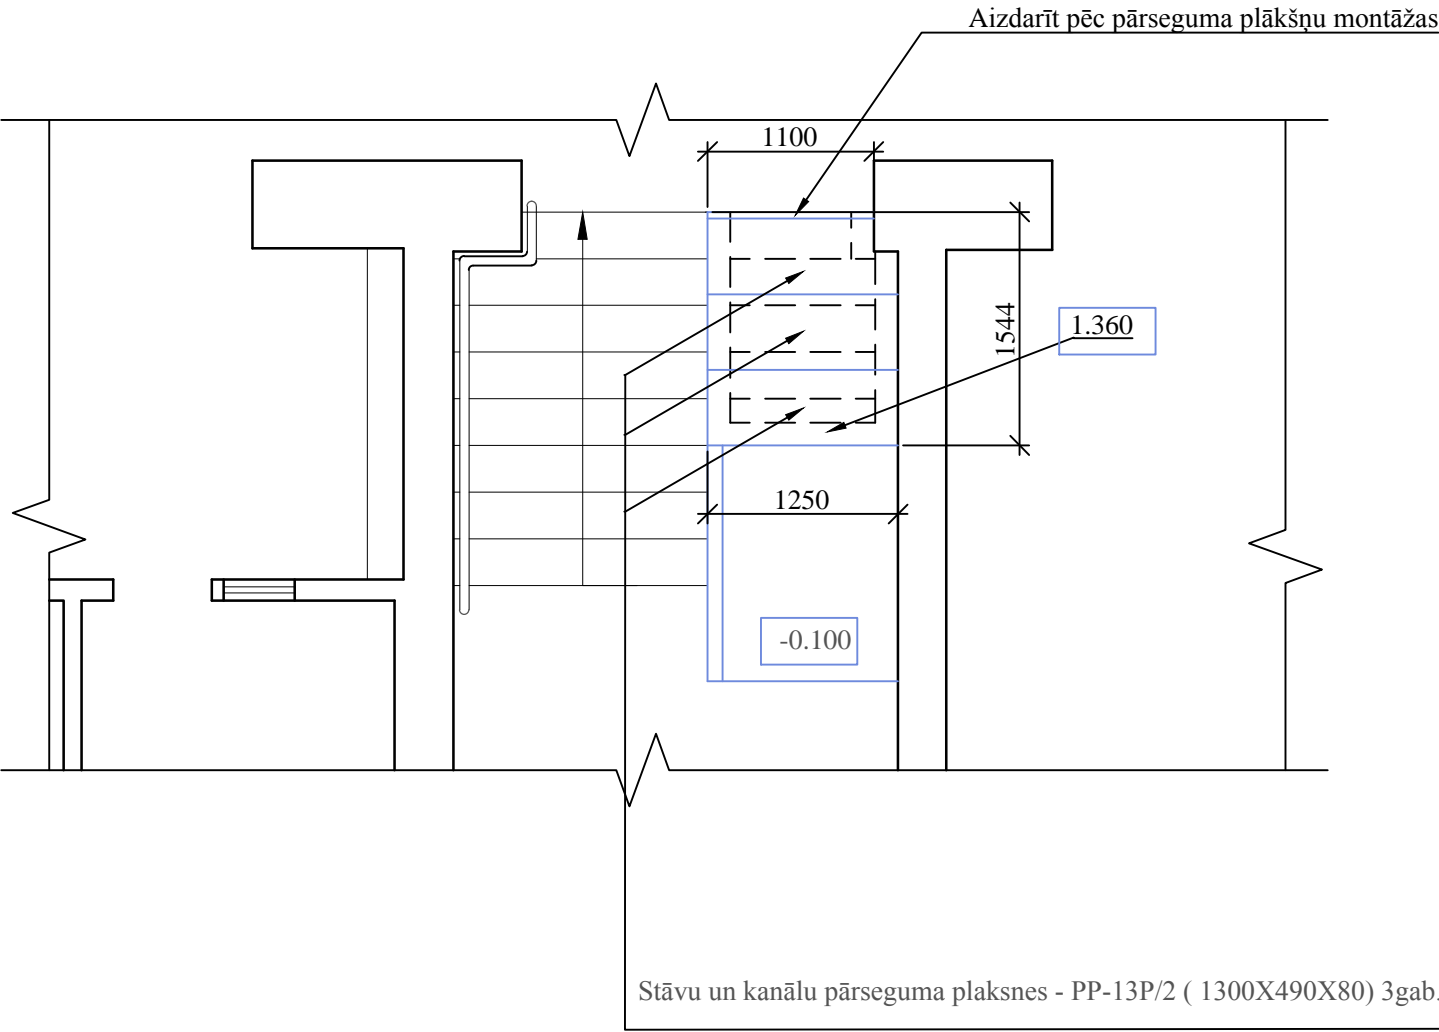 Aizdarīt pēc pārseguma plākšņu montāžas
1100
1544
1.360
1250
-0.100
Stāvu un kanālu pārseguma plaksnes - PP-13P/2 ( 1300X490X80) 3gab.